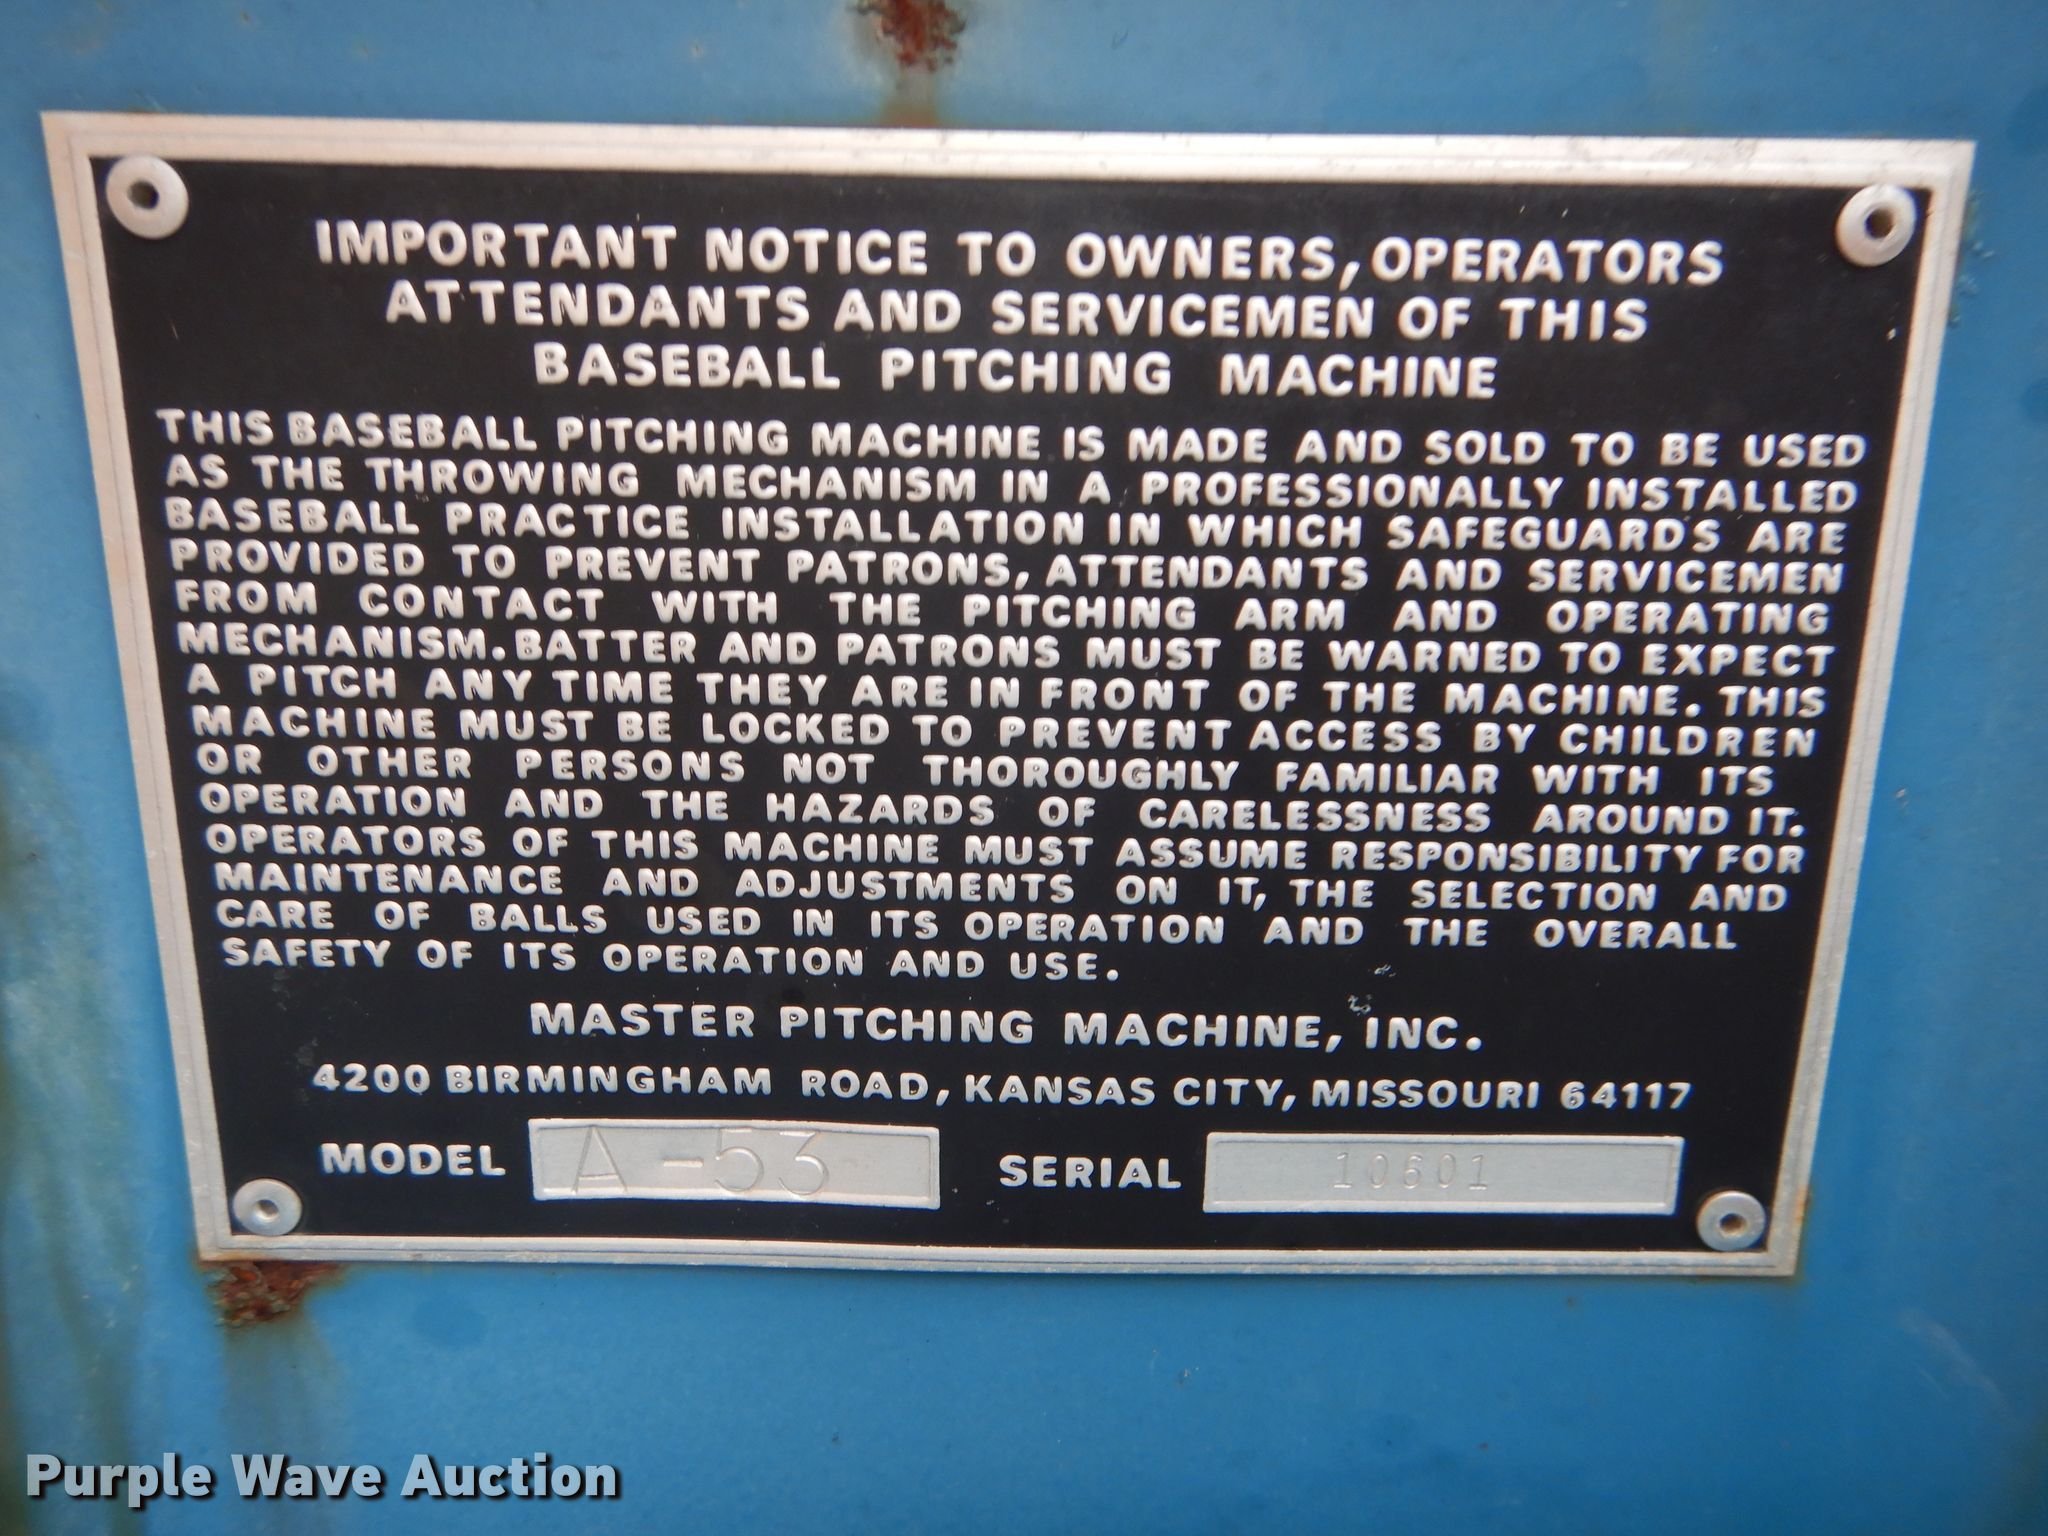 IMPORTANT NOTICE TO OWNERS, OPERATORS
ATTENDANTS AND SERVICEMEN OF THIS
BASEBALL PITCHING MACHINE
THIS BASEBALL PITCHING MACHINE IS MADE AND SOLD TO BE USED
AS THE THROWING MECHANISM IN A PROFESSIONALLY INSTALLED
BASEBALL PRACTICE INSTALLATION IN WHICH SAFEGUARDS ARE
PROVIDED TO PREVENT PATRONS, ATTENDANTS AND SERVICEMEN
FROM CONTACT WITH THE PITCHING ARM AND OPERATING
MECHANISM. BATTER AND PATRONS MUST BE WARNED TO EXPECT
A PITCH ANY TIME THEY ARE IN FRONT OF THE MACHINE. THIS
MACHINE MUST BE LOCKED TO PREVENT ACCESS BY CHILDREN
OR OTHER PERSONS NOT THOROUGHLY FAMILIAR WITH ITS
OPERATION AND THE HAZARDS OF CARELESSNESS AROUND IT.
OPERATORS OF THIS MACHINE MUST ASSUME RESPONSIBILITY FOR
MAINTENANCE AND ADJUSTMENTS ON IT, THE SELECTION AND
CARE OF BALLS USED IN ITS OPERATION AND THE OVERALL
SAFETY OF ITS OPERATION AND USE.
MASTER PITCHING MACHINE, INC.
4200 BIRMINGHAM ROAD, KANSAS CITY, MISSOURI 64117
MODEL A-53 SERIAL 10601
Purple Wave Auction